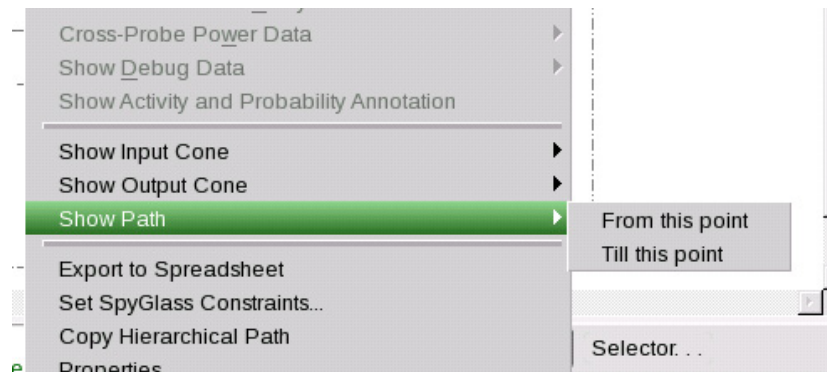 Cross-Probe Power Data
Show Debug Data
Show Activity and Probability Annotation
Show Input Cone
Show Output Cone
Show Path
From this point
Till this point
Export to Spreadsheet
Set SpyGlass Constraints...
Copy Hierarchical Path
Selector. . .
e
Properties